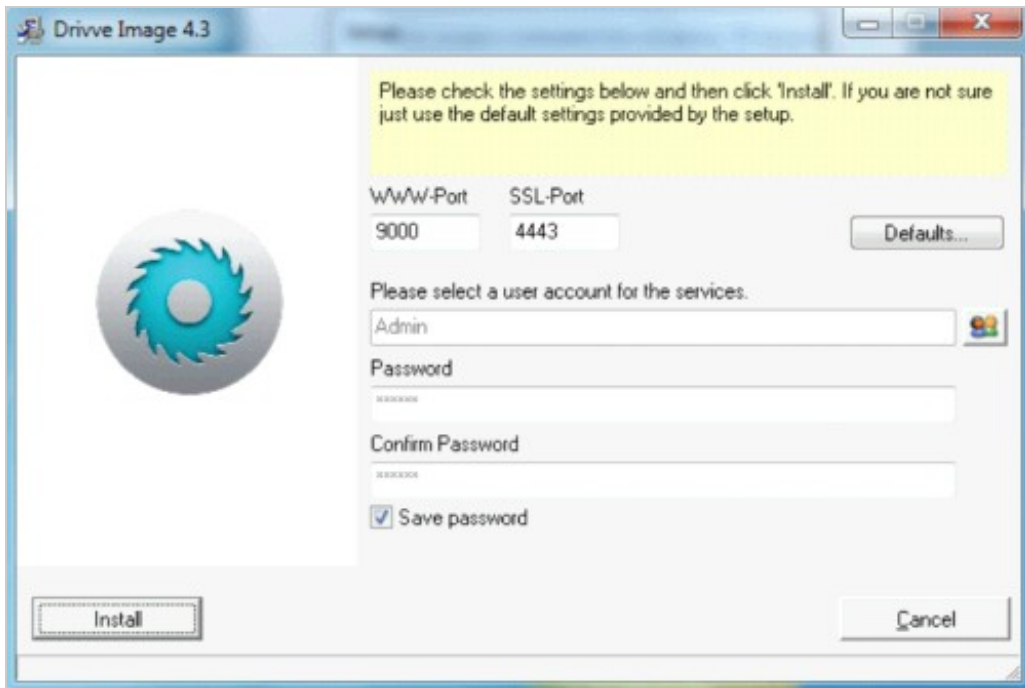 Drivve Image 4.3
Please check the settings below and then click 'Install'. If you are not sure
just use the default settings provided by the setup.
WWW-Port SSL-Port
9000 4443 Defaults...
Please select a user account for the services.
Admin
Password
******
Confirm Password
******
Save password
Install Cancel